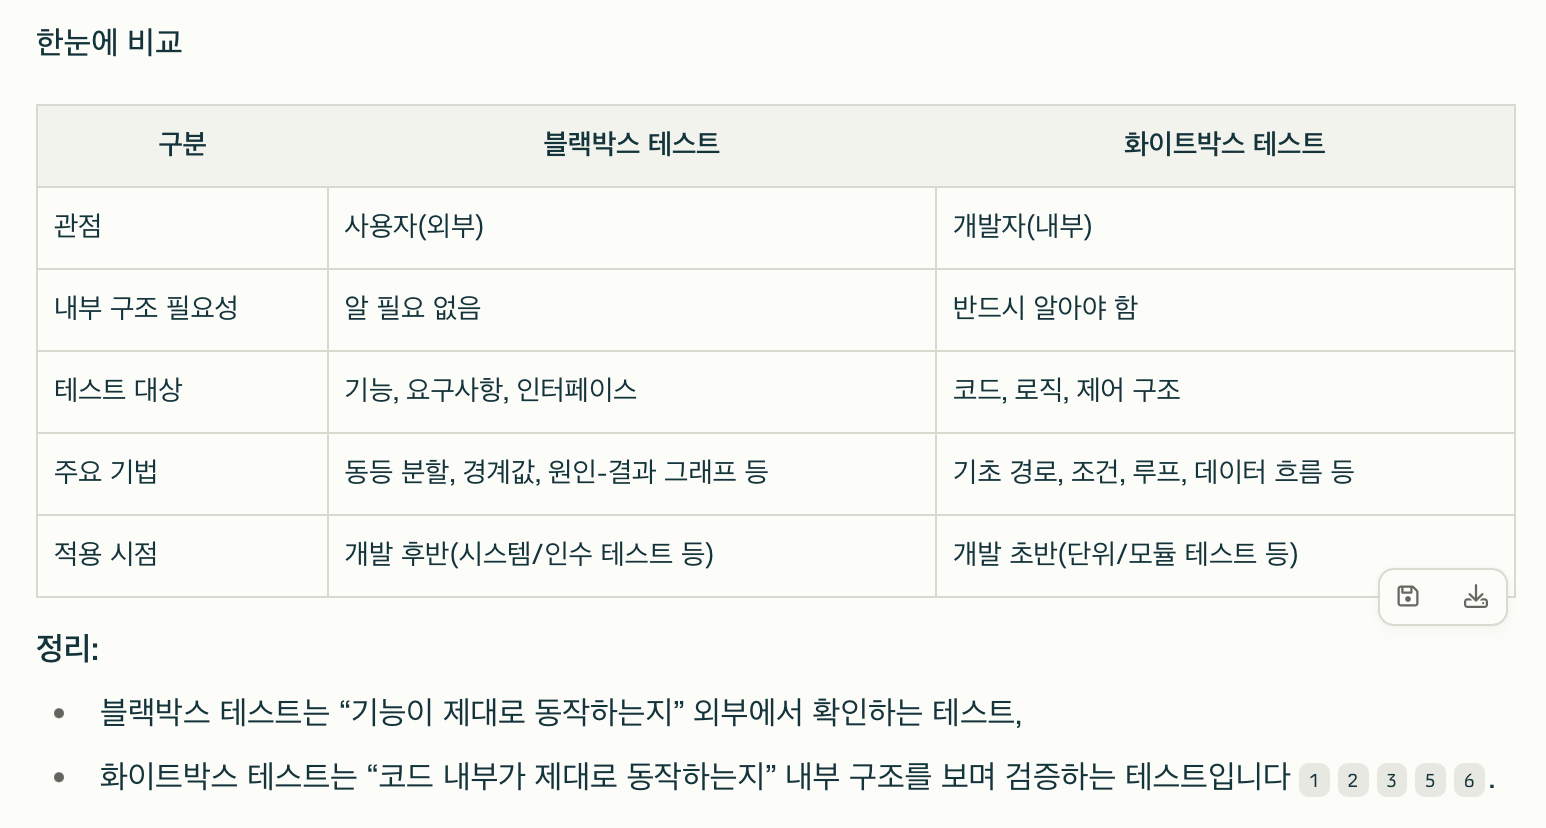 한눈에 비교
구분 블랙박스 테스트 화이트박스 테스트
관점 사용자(외부) 개발자(내부)
내부 구조 필요성 알 필요 없음 반드시 알아야 함
테스트 대상 기능, 요구사항, 인터페이스 코드, 로직, 제어 구조
주요 기법 동등 분할, 경계값, 원인-결과 그래프 등 기초 경로, 조건, 루프, 데이터 흐름 등
적용 시점 개발 후반(시스템/인수 테스트 등) 개발 초반(단위/모듈 테스트 등)
정리:
• 블랙박스 테스트는 “기능이 제대로 동작하는지” 외부에서 확인하는 테스트,
• 화이트박스 테스트는 “코드 내부가 제대로 동작하는지” 내부 구조를 보며 검증하는 테스트입니다 1 2 3 5 6 .